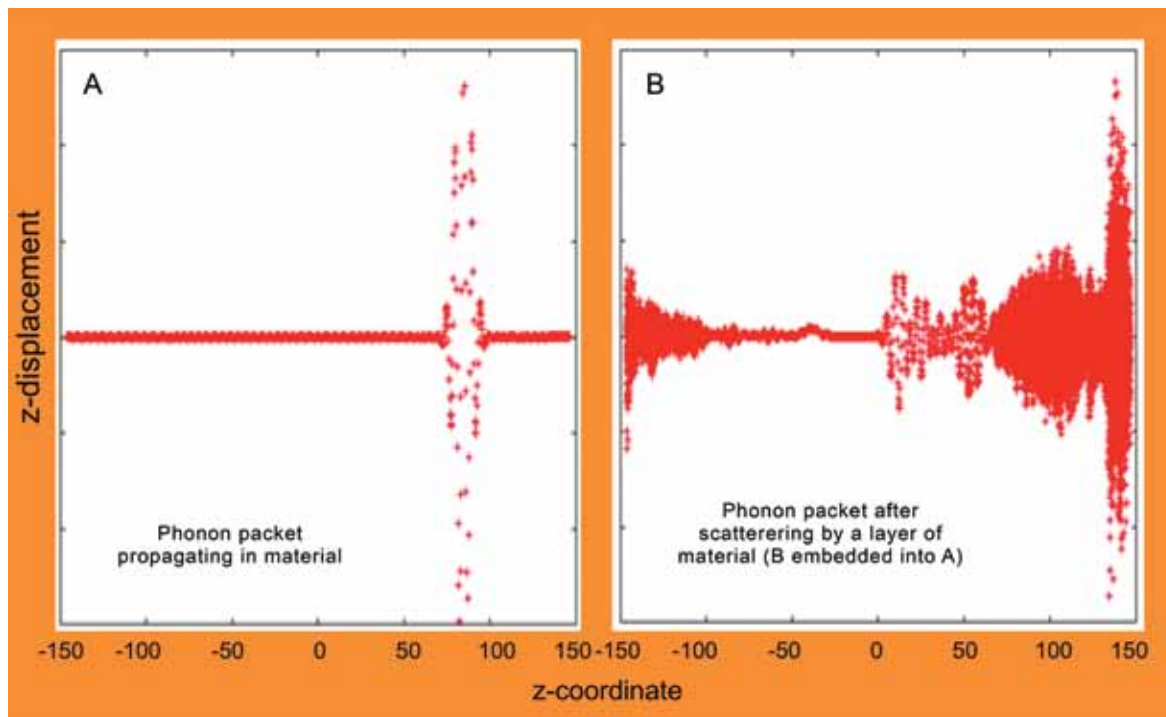 A
B
z-displacement
Phonon packet
propagating in material
Phonon packet after
scatterering by a layer of
material (B embedded into A)
-150 -100 -50 0 50 100 150 -150 -100 -50 0 50 100 150
z-coordinate